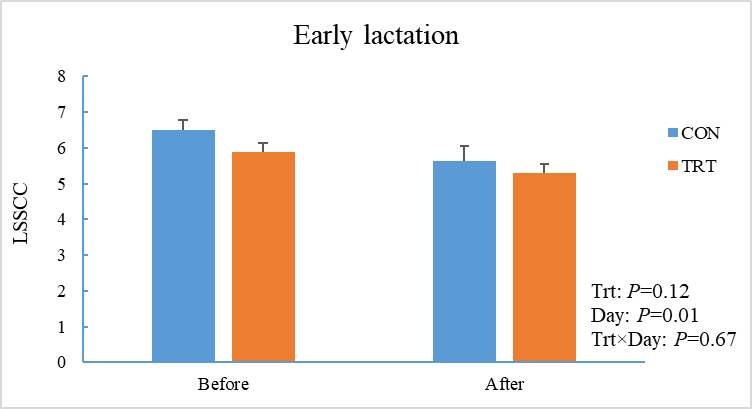 Early lactation
LSSCC
8
7
6
5
4
3
2
1
0
Before
After
CON
TRT
Trt: P=0.12
Day: P=0.01
Trt×Day: P=0.67